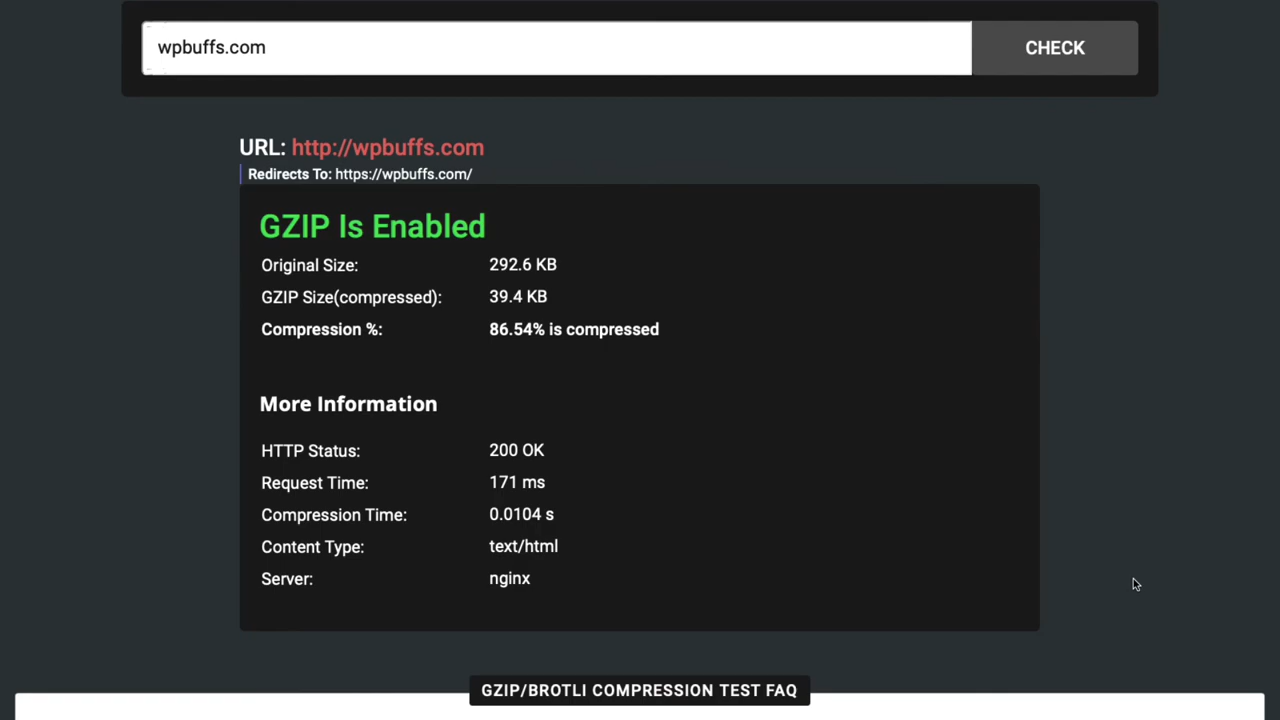 wpbuffs.com
CHECK
URL: http://wpbuffs.com
Redirects To: https://wpbuffs.com/
GZIP Is Enabled
Original Size: 292.6 KB
GZIP Size(compressed): 39.4 KB
Compression %: 86.54% is compressed
More Information
HTTP Status: 200 OK
Request Time: 171 ms
Compression Time: 0.0104 s
Content Type: text/html
Server: nginx
GZIP/BROTLI COMPRESSION TEST FAQ